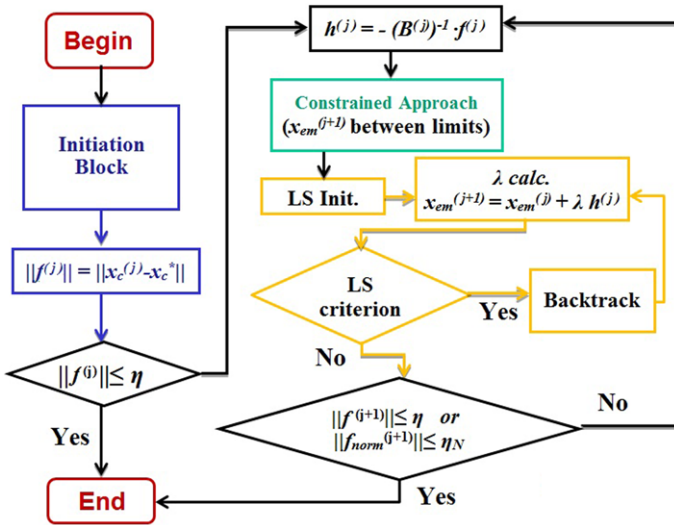 Begin
Initiation
Block
||f⁽ʲ⁾|| = ||x_c⁽ʲ⁾-x_c*||
||f⁽ʲ⁾||≤ η
Yes
End
h⁽ʲ⁾ = - (B⁽ʲ⁾)⁻¹·f⁽ʲ⁾
Constrained Approach
(x_em⁽ʲ⁺¹⁾ between limits)
LS Init.
λ calc.
x_em⁽ʲ⁺¹⁾ = x_em⁽ʲ⁾ + λ h⁽ʲ⁾
LS
criterion
Yes
Backtrack
No
||f⁽ʲ⁺¹⁾||≤ η or
||f_norm⁽ʲ⁺¹⁾||≤ η_N
No
Yes